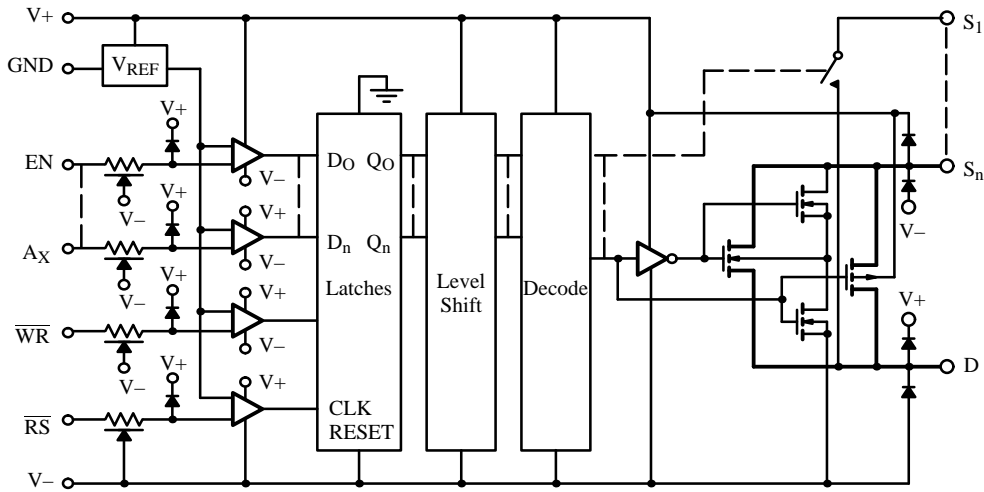 V+
S1
GND
VREF
V+
EN
DO
QO
Sn
V–
V–
V+
V–
AX
Dn
Qn
V–
V–
V+
V+
Latches
Level
Shift
Decode
V+
WR
V–
V–
V+
V+
D
RS
CLK
RESET
V–